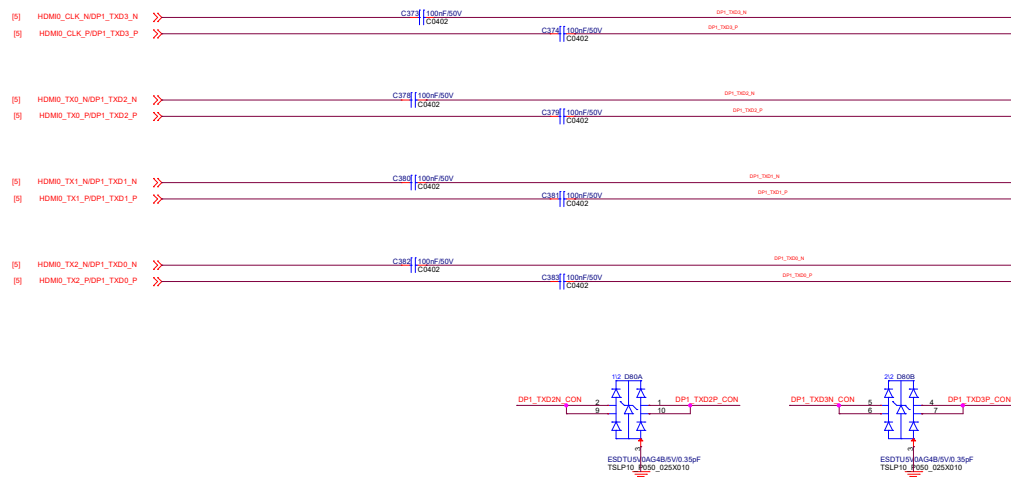 [5] HDMI0_CLK_N/DP1_TXD3_N C373 100nF/50V DP1_TXD3_N
C0402
[5] HDMI0_CLK_P/DP1_TXD3_P C374 100nF/50V DP1_TXD3_P
C0402
[5] HDMI0_TX0_N/DP1_TXD2_N C378 100nF/50V DP1_TXD2_N
C0402
[5] HDMI0_TX0_P/DP1_TXD2_P C379 100nF/50V DP1_TXD2_P
C0402
[5] HDMI0_TX1_N/DP1_TXD1_N C380 100nF/50V DP1_TXD1_N
C0402
[5] HDMI0_TX1_P/DP1_TXD1_P C381 100nF/50V DP1_TXD1_P
C0402
[5] HDMI0_TX2_N/DP1_TXD0_N C382 100nF/50V DP1_TXD0_N
C0402
[5] HDMI0_TX2_P/DP1_TXD0_P C383 100nF/50V DP1_TXD0_P
C0402
1\2 D80A 2\2 D80B
DP1_TXD2N_CON 2 1 DP1_TXD2P_CON DP1_TXD3N_CON 5 4 DP1_TXD3P_CON
9 10 6 7
3 3
ESDTU5V0AG4B/5V/0.35pF ESDTU5V0AG4B/5V/0.35pF
TSLP10_P050_025X010 TSLP10_P050_025X010